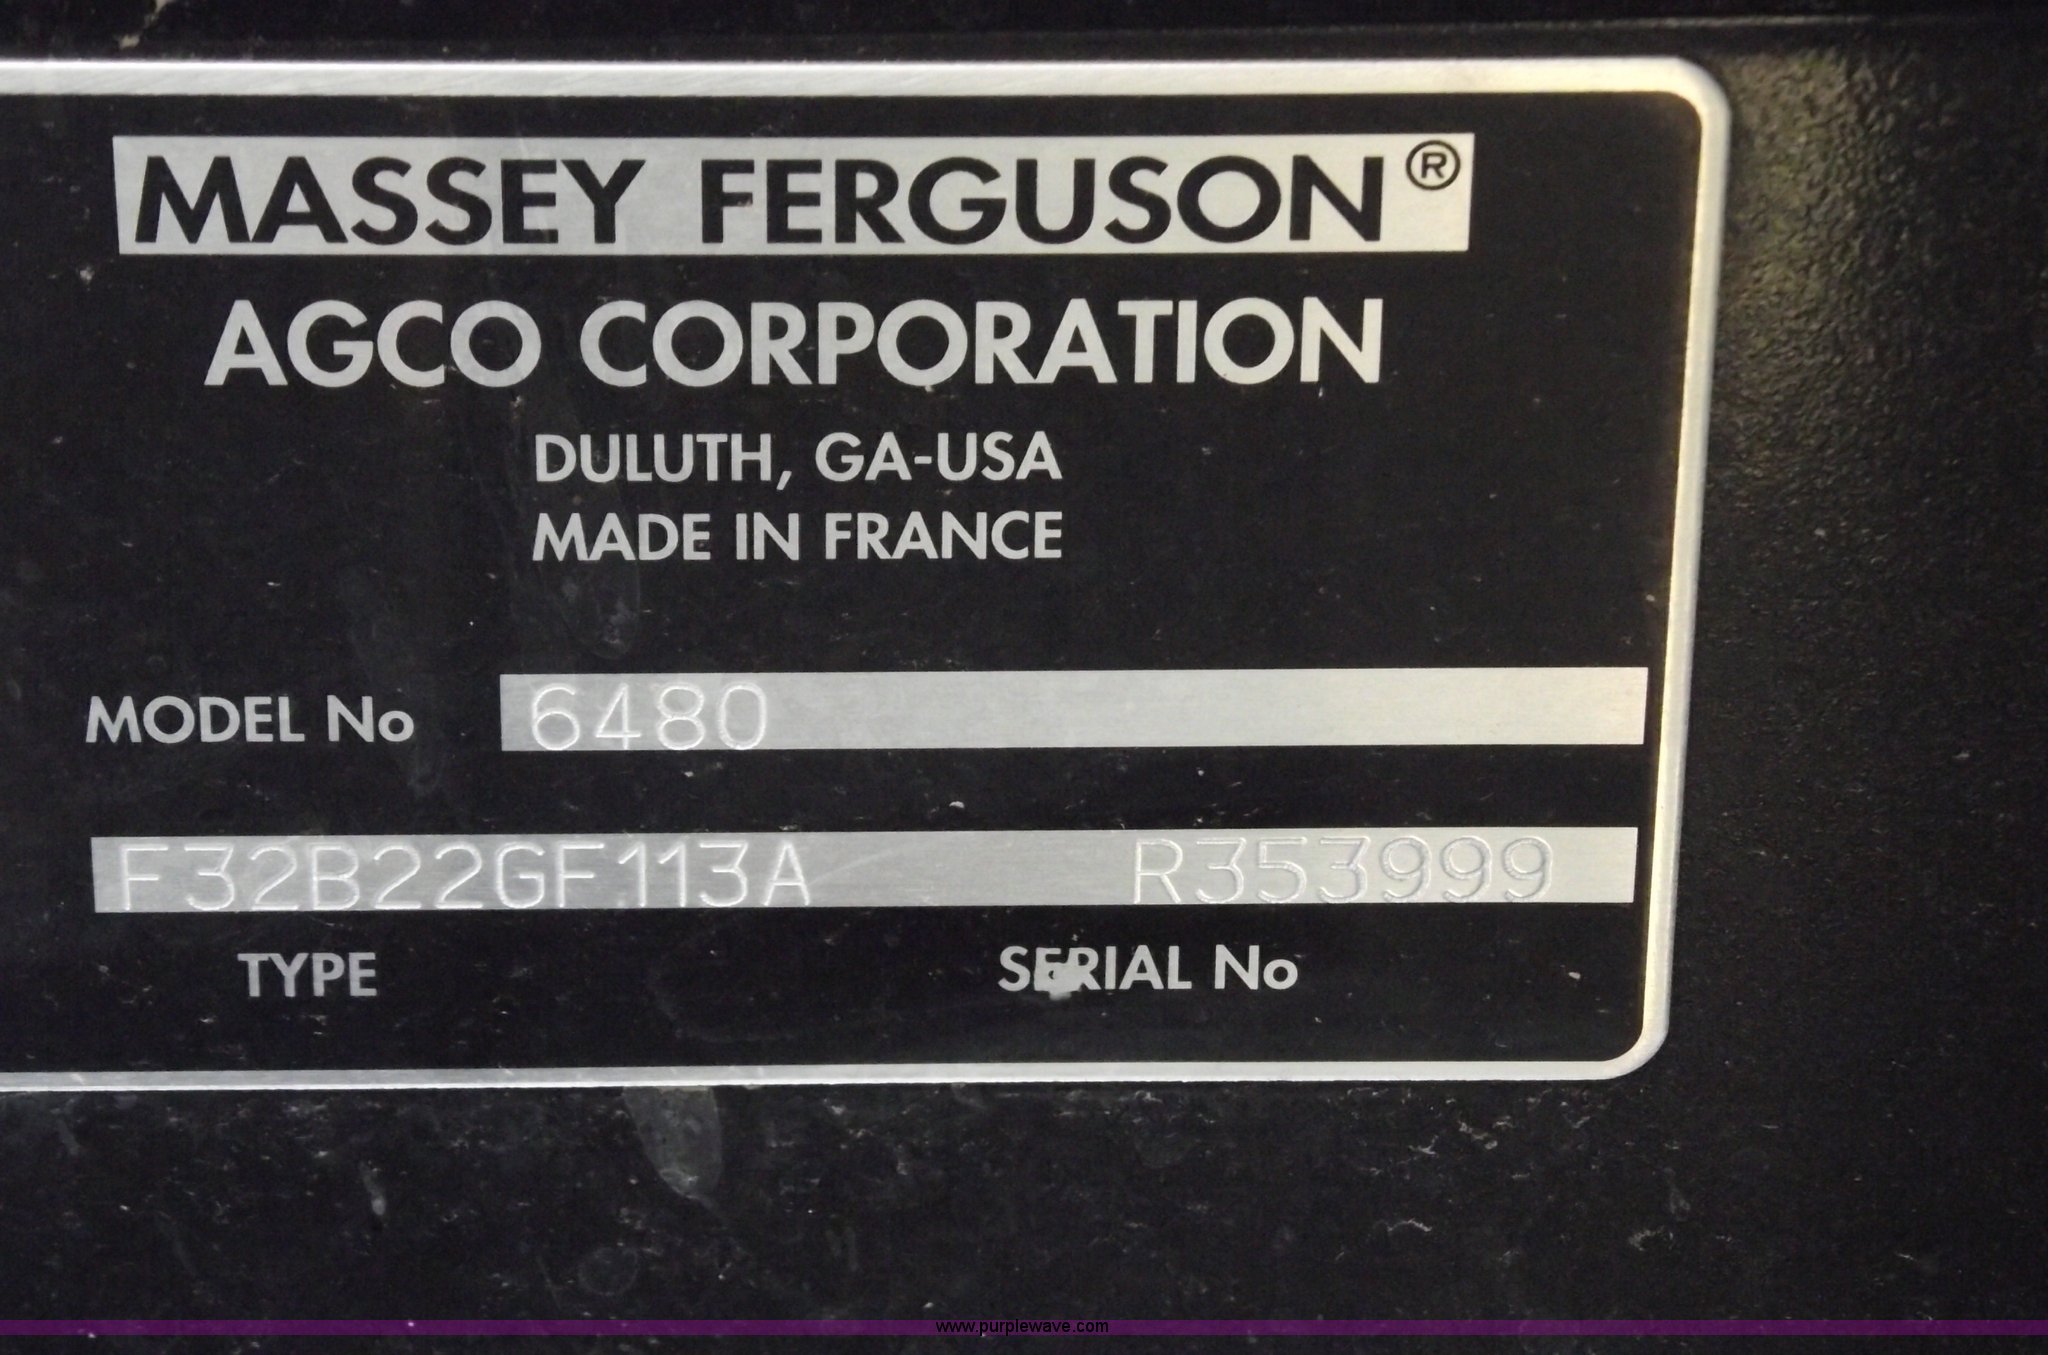 MASSEY FERGUSON®
AGCO CORPORATION
DULUTH, GA-USA
MADE IN FRANCE
MODEL No 6480
F32B22GF113A R353999
TYPE SERIAL No
www.purplewave.com